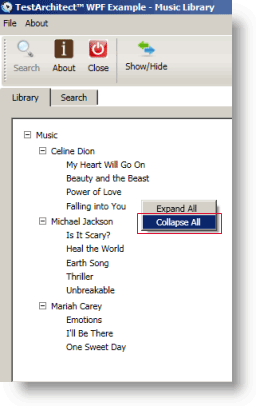 TestArchitect™ WPF Example - Music Library
File About
Search About Close Show/Hide
Library Search
Music
Celine Dion
My Heart Will Go On
Beauty and the Beast
Power of Love
Falling into You
Expand All
Collapse All
Michael Jackson
Is It Scary?
Heal the World
Earth Song
Thriller
Unbreakable
Mariah Carey
Emotions
I'll Be There
One Sweet Day